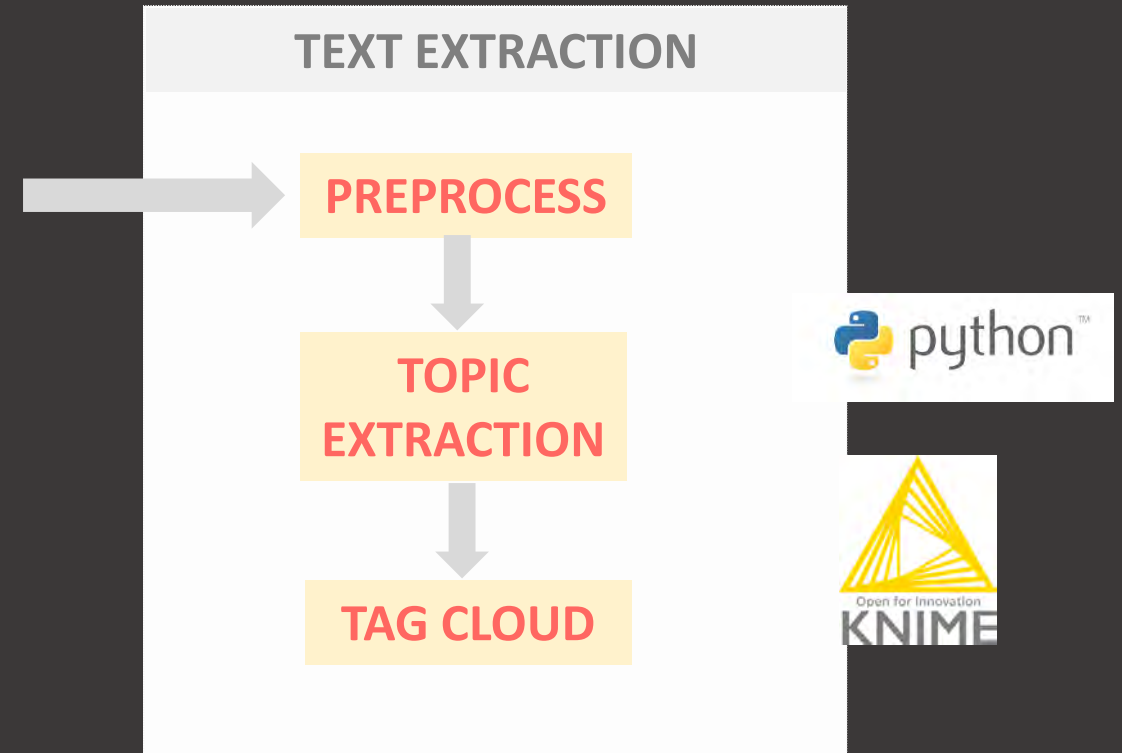 TEXT EXTRACTION
PREPROCESS
TOPIC
EXTRACTION
TAG CLOUD
python™
Open for Innovation
KNIME